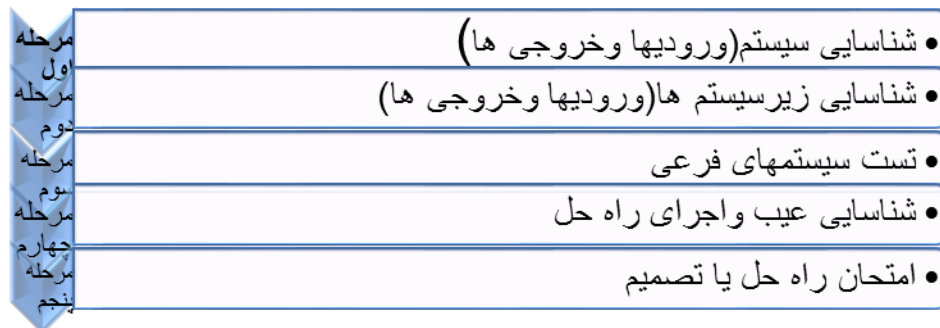 مرحله
اول
• شناسایی سیستم(ورودیها وخروجی ها)
مرحله
دوم
• شناسایی زیرسیستم ها(ورودیها وخروجی ها)
مرحله
سوم
• تست سیستمهای فرعی
مرحله
چهارم
• شناسایی عیب واجرای راه حل
مرحله
پنجم
• امتحان راه حل یا تصمیم